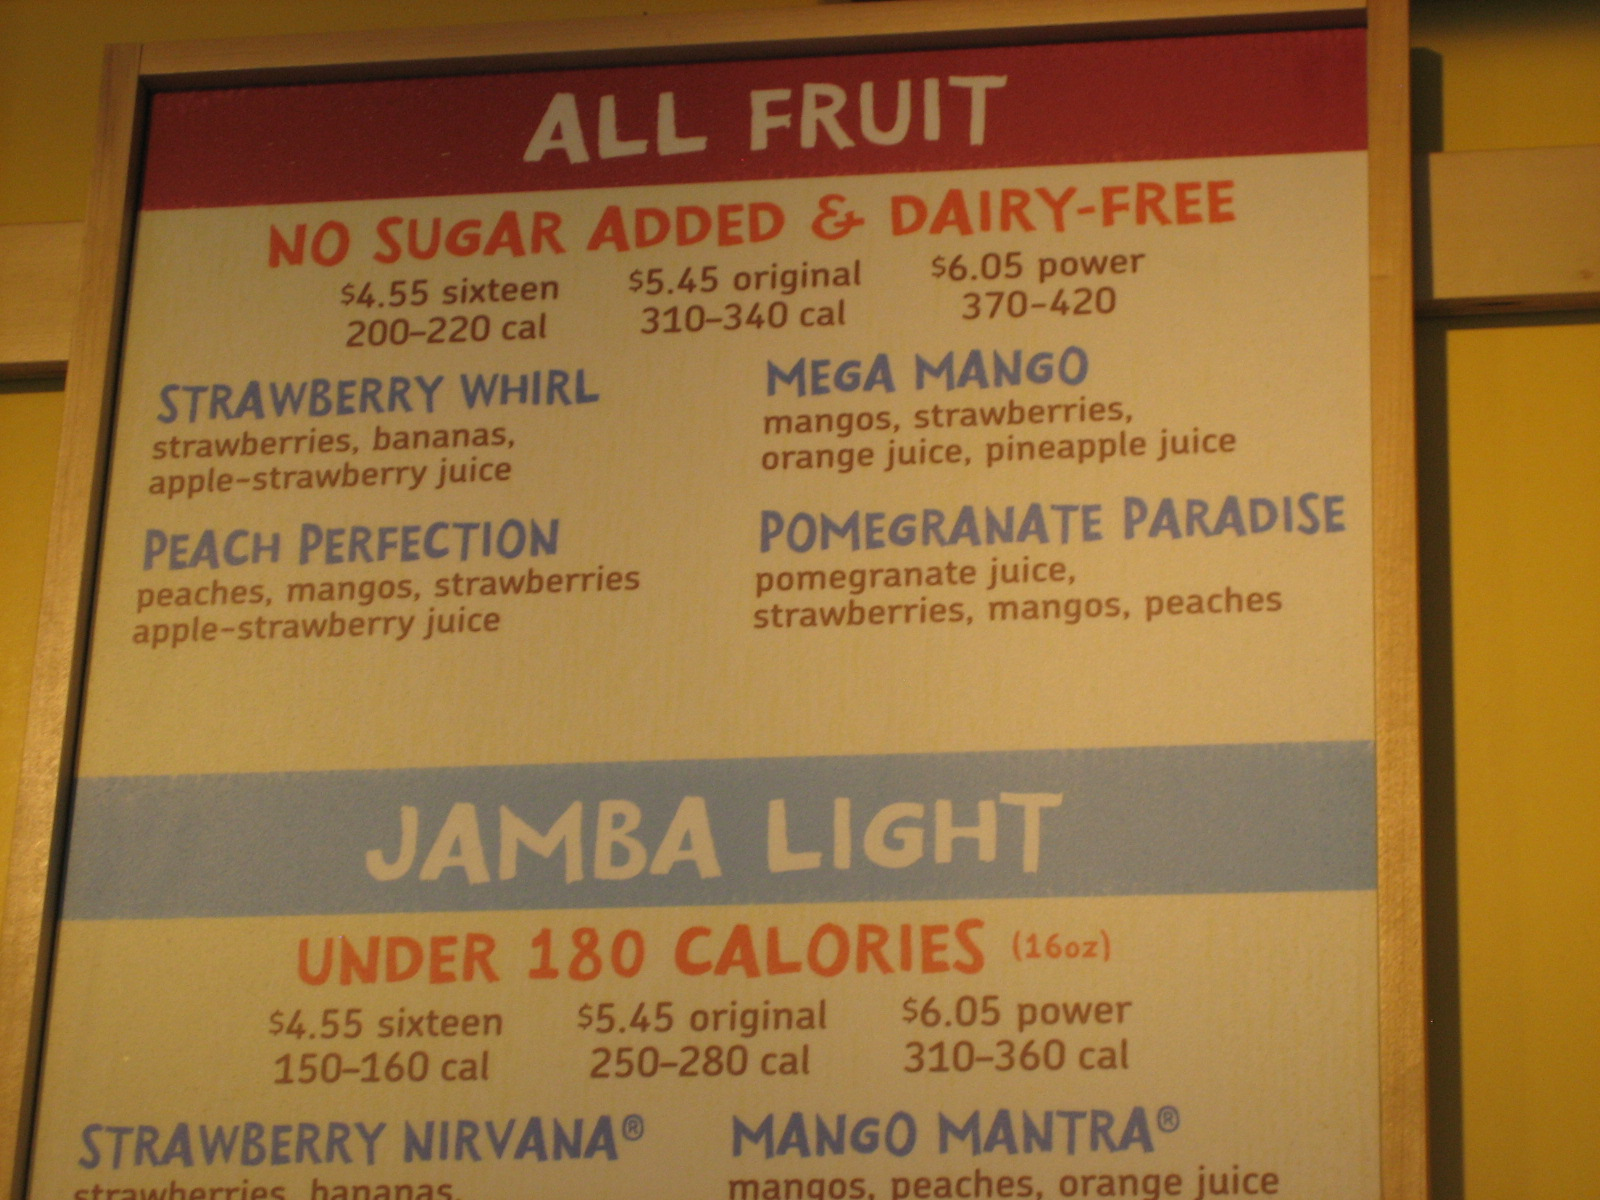 ALL FRUIT
NO SUGAR ADDED & DAIRY-FREE
$4.55 sixteen $5.45 original $6.05 power
200–220 cal 310–340 cal 370–420
STRAWBERRY WHIRL
strawberries, bananas,
apple-strawberry juice
MEGA MANGO
mangos, strawberries,
orange juice, pineapple juice
PEACH PERFECTION
peaches, mangos, strawberries
apple-strawberry juice
POMEGRANATE PARADISE
pomegranate juice,
strawberries, mangos, peaches
JAMBA LIGHT
UNDER 180 CALORIES (16oz)
$4.55 sixteen $5.45 original $6.05 power
150–160 cal 250–280 cal 310–360 cal
STRAWBERRY NIRVANA®
strawberries, bananas,
MANGO MANTRA®
mangos, peaches, orange juice